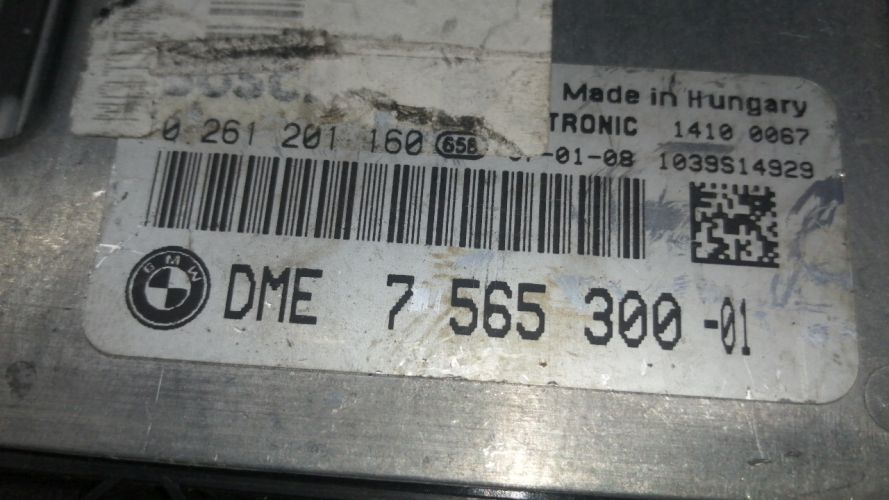 Made in Hungary
TRONIC 1410 0067
0 261 201 160 658 -01-08 1039S14929
BMW DME 7 565 300 -01